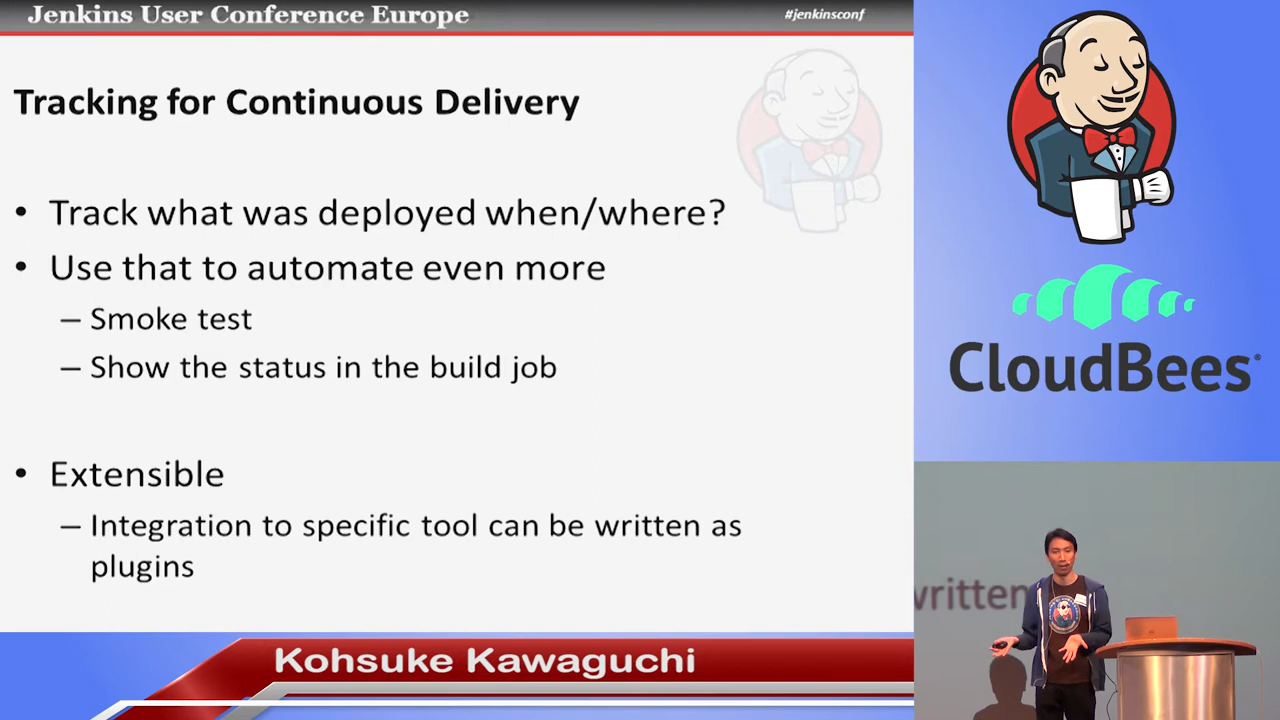 Jenkins User Conference Europe
#jenkinsconf
Tracking for Continuous Delivery
• Track what was deployed when/where?
• Use that to automate even more
– Smoke test
– Show the status in the build job
• Extensible
– Integration to specific tool can be written as
plugins
CloudBees®
written
Kohsuke Kawaguchi